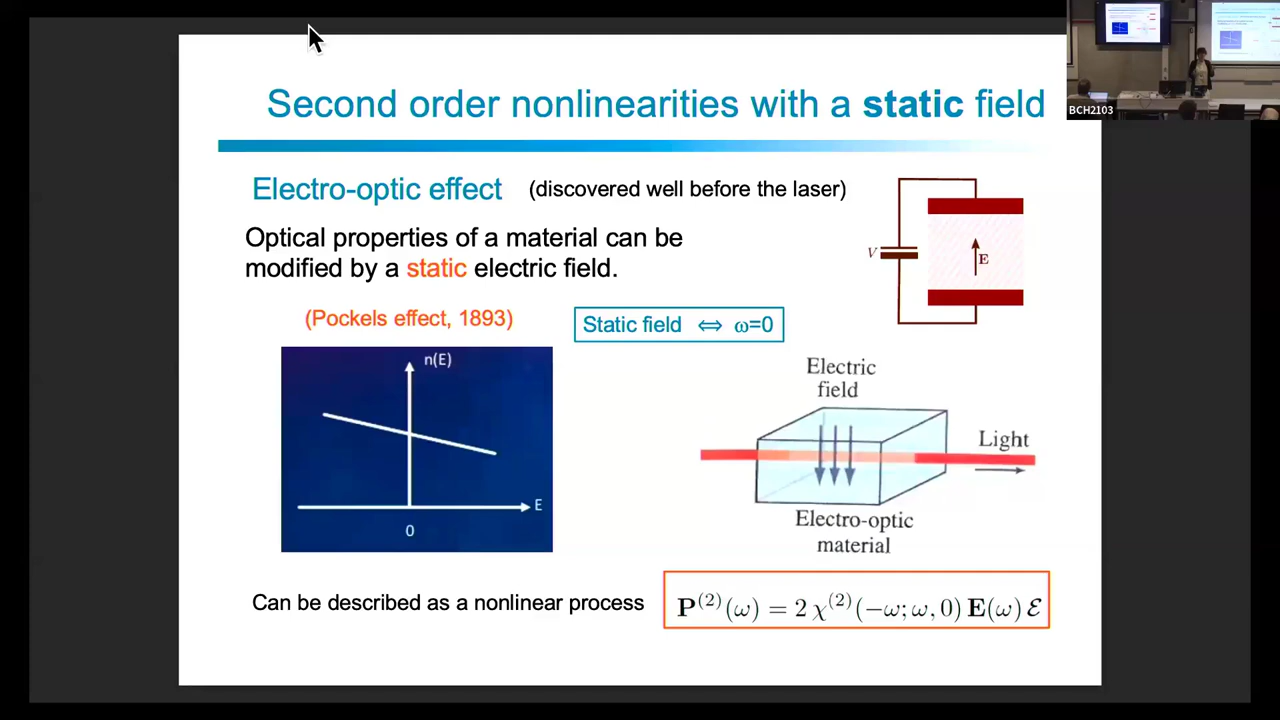 BCH2103
Second order nonlinearities with a static field
Electro-optic effect (discovered well before the laser)
Optical properties of a material can be
modified by a static electric field.
V
E
(Pockels effect, 1893)
Static field ⇔ ω=0
n(E)
E
0
Electric
field
Light
Electro-optic
material
Can be described as a nonlinear process
P^{(2)}(ω) = 2 χ^{(2)}(−ω; ω, 0) E(ω) ℰ